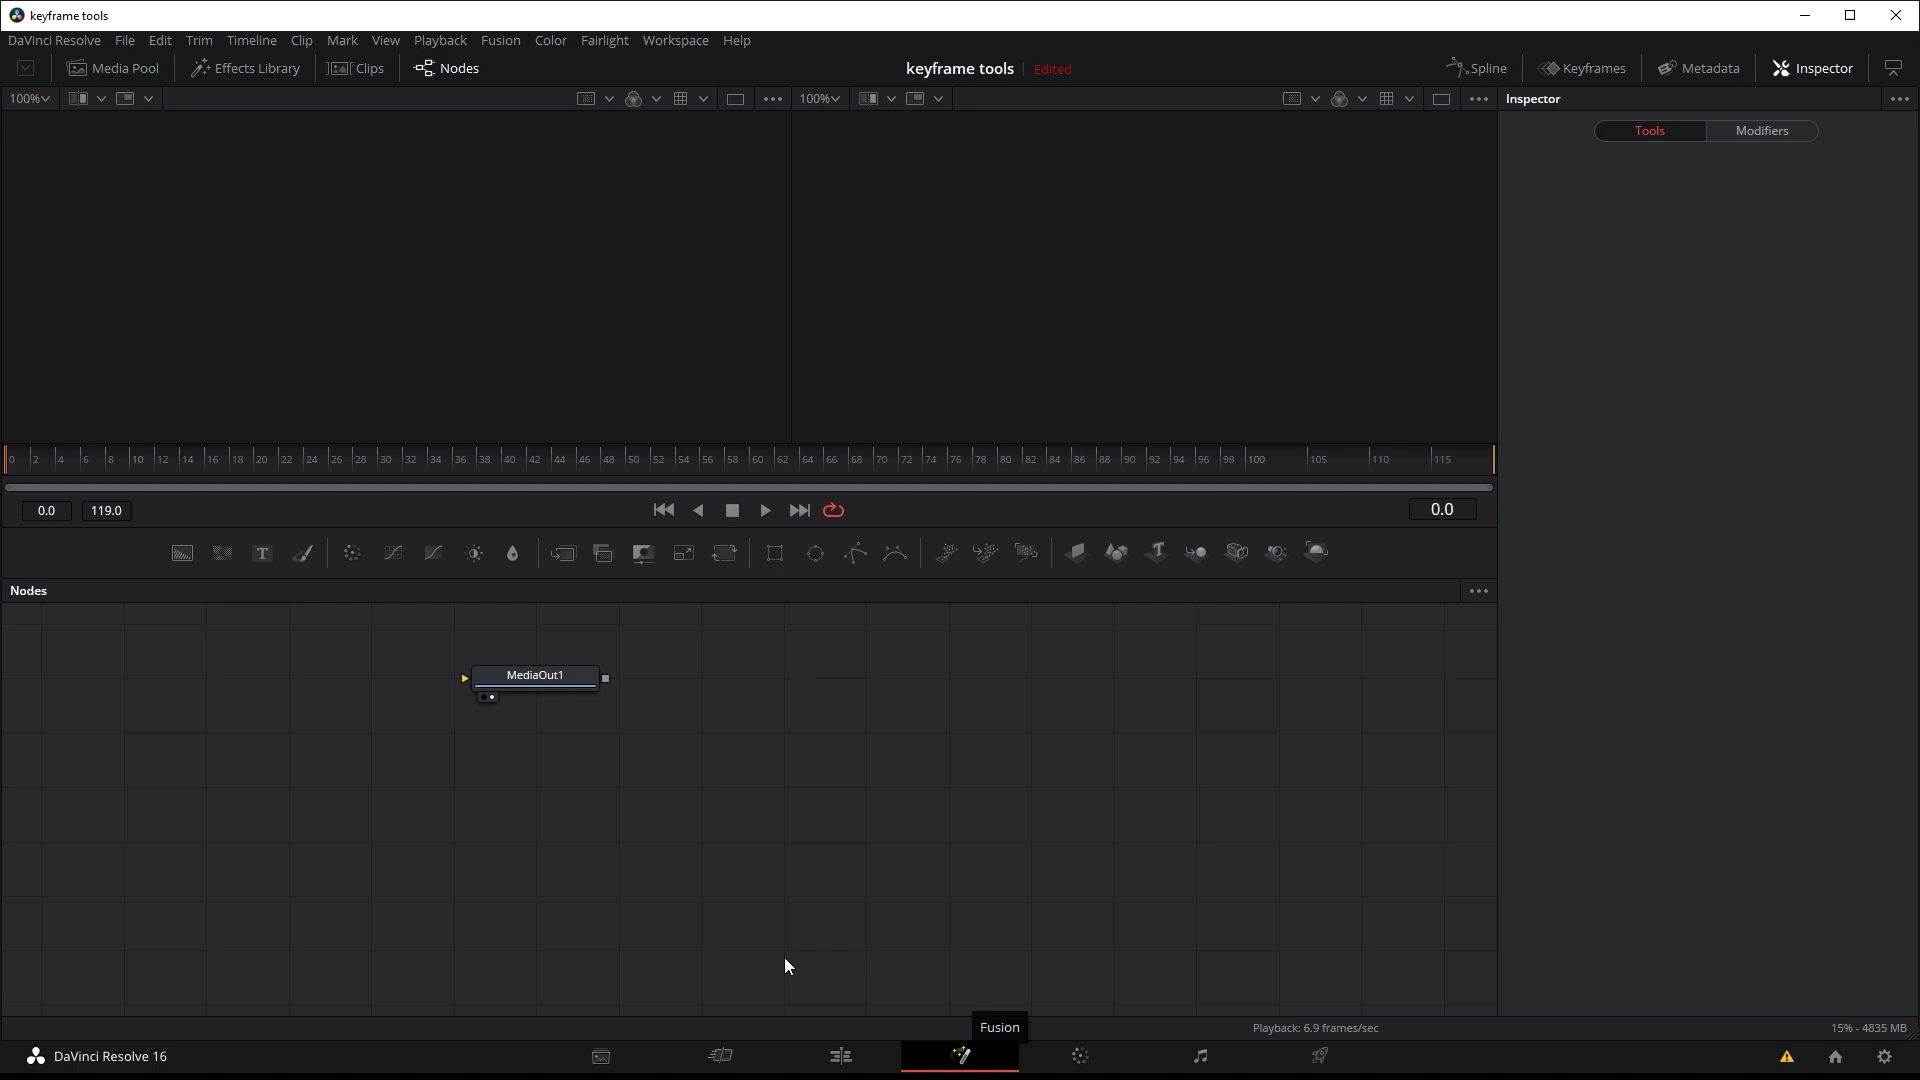 keyframe tools
DaVinci Resolve File Edit Trim Timeline Clip Mark View Playback Fusion Color Fairlight Workspace Help
Media Pool Effects Library Clips Nodes keyframe tools Edited Spline Keyframes Metadata Inspector
100% 100% Inspector
Tools Modifiers
0 2 4 6 8 10 12 14 16 18 20 22 24 26 28 30 32 34 36 38 40 42 44 46 48 50 52 54 56 58 60 62 64 66 68 70 72 74 76 78 80 82 84 86 88 90 92 94 96 98 100 105 110 115
0.0 119.0 0.0
T T
Nodes
MediaOut1
Fusion Playback: 6.9 frames/sec 15% - 4835 MB
DaVinci Resolve 16